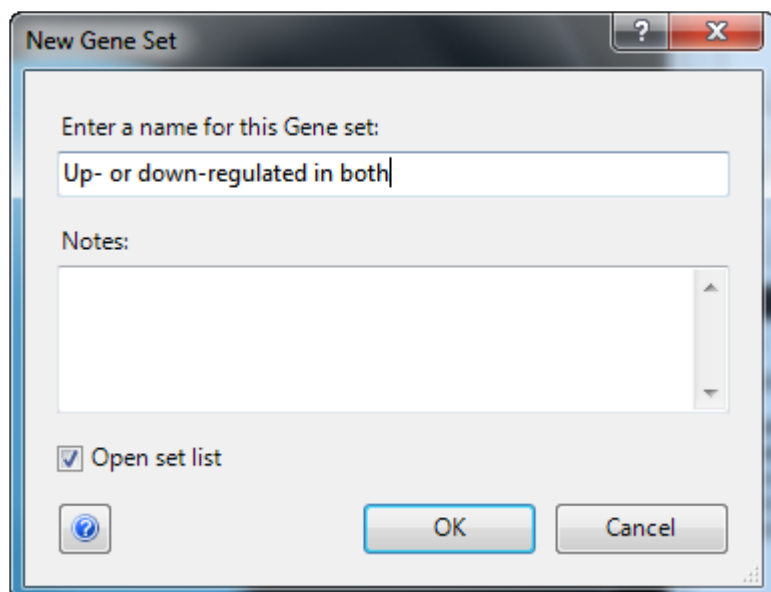 New Gene Set
Enter a name for this Gene set:
Up- or down-regulated in both
Notes:
Open set list
OK
Cancel